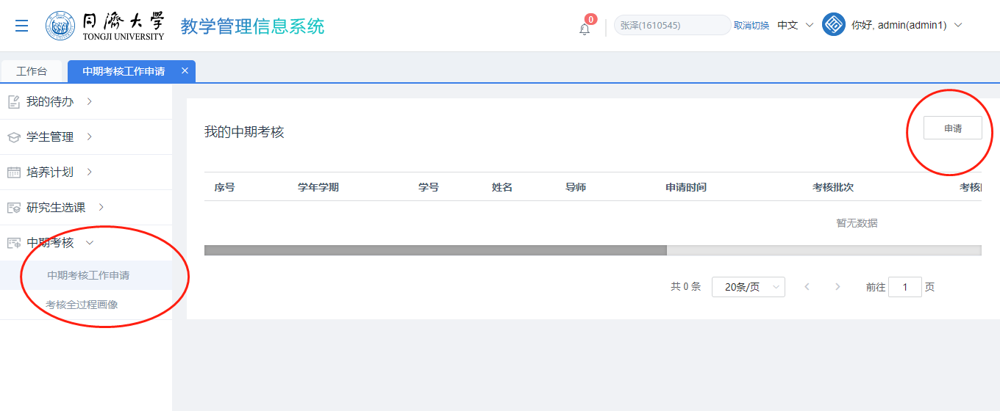 同濟大學
TONGJI UNIVERSITY
教学管理信息系统
0
张泽(1610545)
取消切换
中文
你好, admin(admin1)
工作台
中期考核工作申请
我的待办
学生管理
培养计划
研究生选课
中期考核
中期考核工作申请
考核全过程画像
我的中期考核
申请
序号 学年学期 学号 姓名 导师 申请时间 考核批次 考核
暂无数据
共 0 条 20条/页 前往 1 页